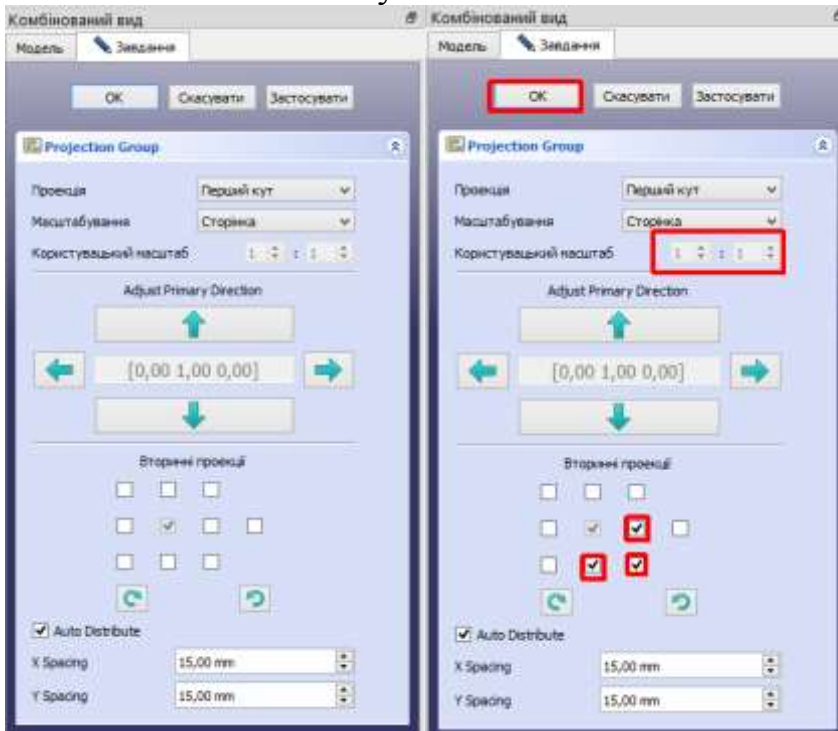 Комбінований вид
Модель Завдання
ОК Скасувати Застосувати
Projection Group
Проекція Перший кут
Масштабування Сторінка
Користувацький масштаб 1 : 1
Adjust Primary Direction
[0,00 1,00 0,00]
Вторинні проекції
Auto Distribute
X Spacing 15,00 mm
Y Spacing 15,00 mm
Комбінований вид
Модель Завдання
ОК Скасувати Застосувати
Projection Group
Проекція Перший кут
Масштабування Сторінка
Користувацький масштаб 1 : 1
Adjust Primary Direction
[0,00 1,00 0,00]
Вторинні проекції
Auto Distribute
X Spacing 15,00 mm
Y Spacing 15,00 mm